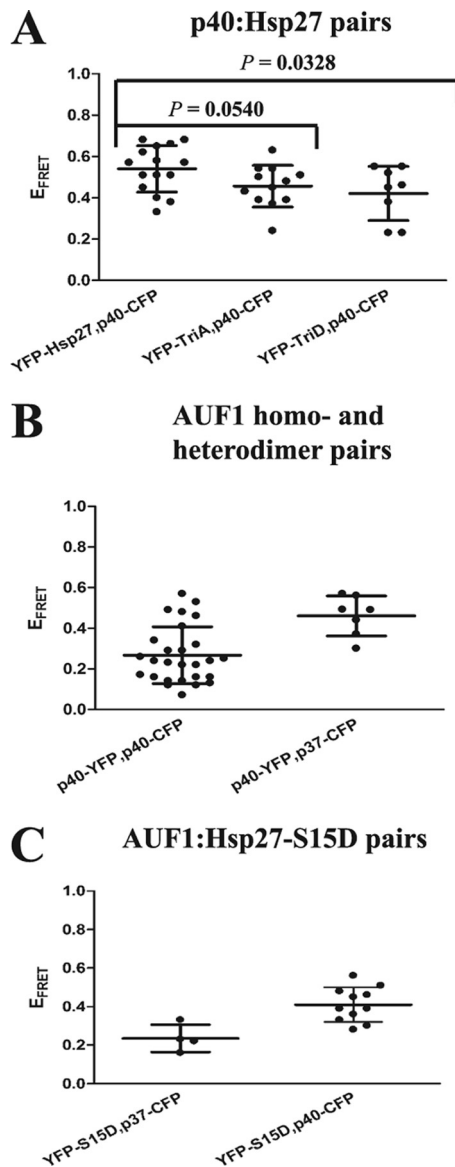 A
p40:Hsp27 pairs
P = 0.0328
P = 0.0540
1.0
0.8
0.6
0.4
0.2
0.0
EFRET
YFP-Hsp27,p40-CFP
YFP-TriA,p40-CFP
YFP-TriD,p40-CFP
B
AUF1 homo- and
heterodimer pairs
1.0
0.8
0.6
0.4
0.2
0.0
EFRET
p40-YFP,p40-CFP
p40-YFP,p37-CFP
C
AUF1:Hsp27-S15D pairs
1.0
0.8
0.6
0.4
0.2
0.0
EFRET
YFP-S15D,p37-CFP
YFP-S15D,p40-CFP